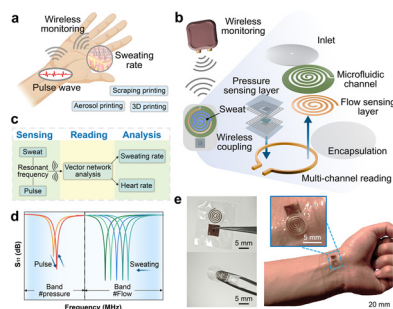 a
Wireless
monitoring
Sweating
rate
Pulse wave
Scraping printing
Aerosol printing
3D printing
b
Wireless
monitoring
Inlet
Microfluidic
channel
Pressure
sensing layer
Flow sensing
layer
Sweat
Wireless
coupling
Encapsulation
Multi-channel reading
c
Sensing
Reading
Analysis
Sweat
Resonant
frequency
Pulse
Vector network
analysis
Sweating rate
Heart rate
d
S11 (dB)
Pulse
Sweating
Band
#pressure
Band
#Flow
Frequency (MHz)
e
5 mm
5 mm
5 mm
20 mm